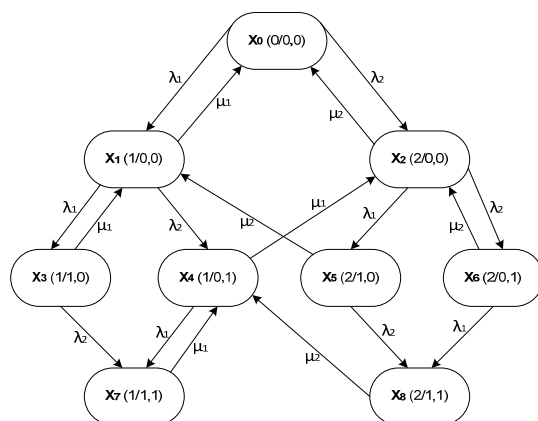 X0 (0/0,0)
λ1
λ2
μ1
μ2
X1 (1/0,0)
X2 (2/0,0)
λ1
μ1
λ2
μ2
μ1
λ1
μ2
λ2
X3 (1/1,0)
X4 (1/0,1)
X5 (2/1,0)
X6 (2/0,1)
λ2
λ1
μ1
μ2
λ2
λ1
X7 (1/1,1)
X8 (2/1,1)